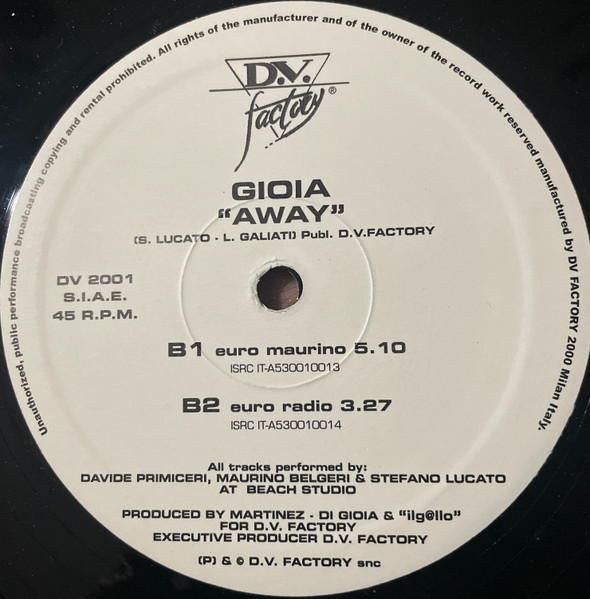 Unauthorized, public performance broadcasting copying and rental prohibited. All rights of the manufacturer and of the owner of the record work reserved manufactured by DV FACTORY 2000 Milan Italy.
D.V.
factory®
GIOIA
“AWAY”
(S. LUCATO - L. GALIATI) Publ. D.V.FACTORY
DV 2001
S.I.A.E.
45 R.P.M.
B1 euro maurino 5.10
ISRC IT-A530010013
B2 euro radio 3.27
ISRC IT-A530010014
All tracks performed by:
DAVIDE PRIMICERI, MAURINO BELGERI & STEFANO LUCATO
AT BEACH STUDIO
PRODUCED BY MARTINEZ - DI GIOIA & “ilg@llo”
FOR D.V. FACTORY
EXECUTIVE PRODUCER D.V. FACTORY
(P) & © D.V. FACTORY snc